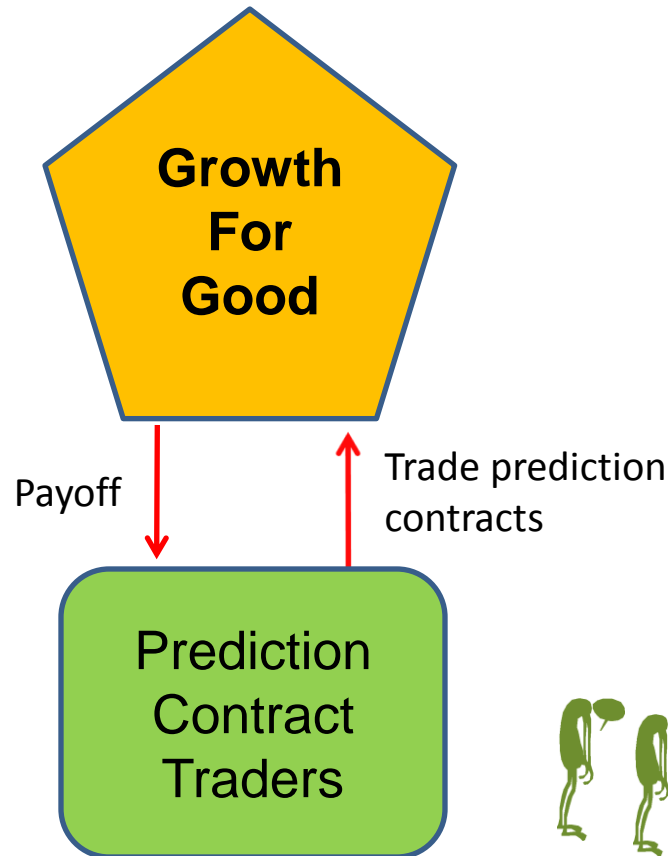 Growth
For
Good
Payoff
Trade prediction
contracts
Prediction
Contract
Traders